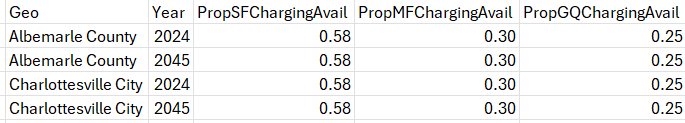 Geo Year PropSFChargingAvail PropMFChargingAvail PropGQChargingAvail
Albemarle County 2024 0.58 0.30 0.25
Albemarle County 2045 0.58 0.30 0.25
Charlottesville City 2024 0.58 0.30 0.25
Charlottesville City 2045 0.58 0.30 0.25